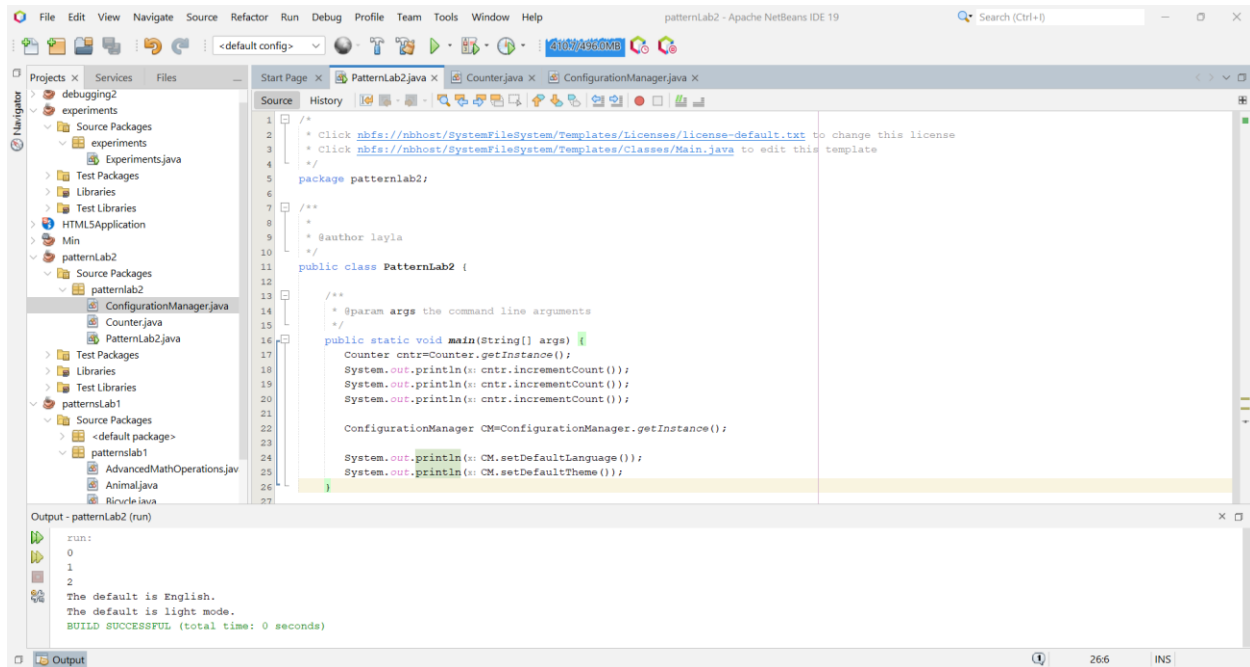 File Edit View Navigate Source Refactor Run Debug Profile Team Tools Window Help
patternLab2 - Apache NetBeans IDE 19
Search (Ctrl+I)
<default config>
410.7/496.0MB
Projects
Services
Files
Navigator
debugging2
experiments
Source Packages
experiments
Experiments.java
Test Packages
Libraries
Test Libraries
HTML5Application
Min
patternLab2
Source Packages
patternlab2
ConfigurationManager.java
Counter.java
PatternLab2.java
Test Packages
Libraries
Test Libraries
patternsLab1
Source Packages
<default package>
patternslab1
AdvancedMathOperations.jav
Animal.java
Bicycle.java
Start Page PatternLab2.java Counter.java ConfigurationManager.java
Source History
1 /*
2 * Click nbfs://nbhost/SystemFileSystem/Templates/Licenses/license-default.txt to change this license
3 * Click nbfs://nbhost/SystemFileSystem/Templates/Classes/Main.java to edit this template
4 */
5 package patternlab2;
6
7 /**
8 *
9 * @author layla
10 */
11 public class PatternLab2 {
12
13 /**
14 * @param args the command line arguments
15 */
16 public static void main(String[] args) {
17 Counter cntr=Counter.getInstance();
18 System.out.println(x: cntr.incrementCount());
19 System.out.println(x: cntr.incrementCount());
20 System.out.println(x: cntr.incrementCount());
21
22 ConfigurationManager CM=ConfigurationManager.getInstance();
23
24 System.out.println(x: CM.setDefaultLanguage());
25 System.out.println(x: CM.setDefaultTheme());
26 }
27
Output - patternLab2 (run)
run:
0
1
2
The default is English.
The default is light mode.
BUILD SUCCESSFUL (total time: 0 seconds)
Output
1
26:6
INS